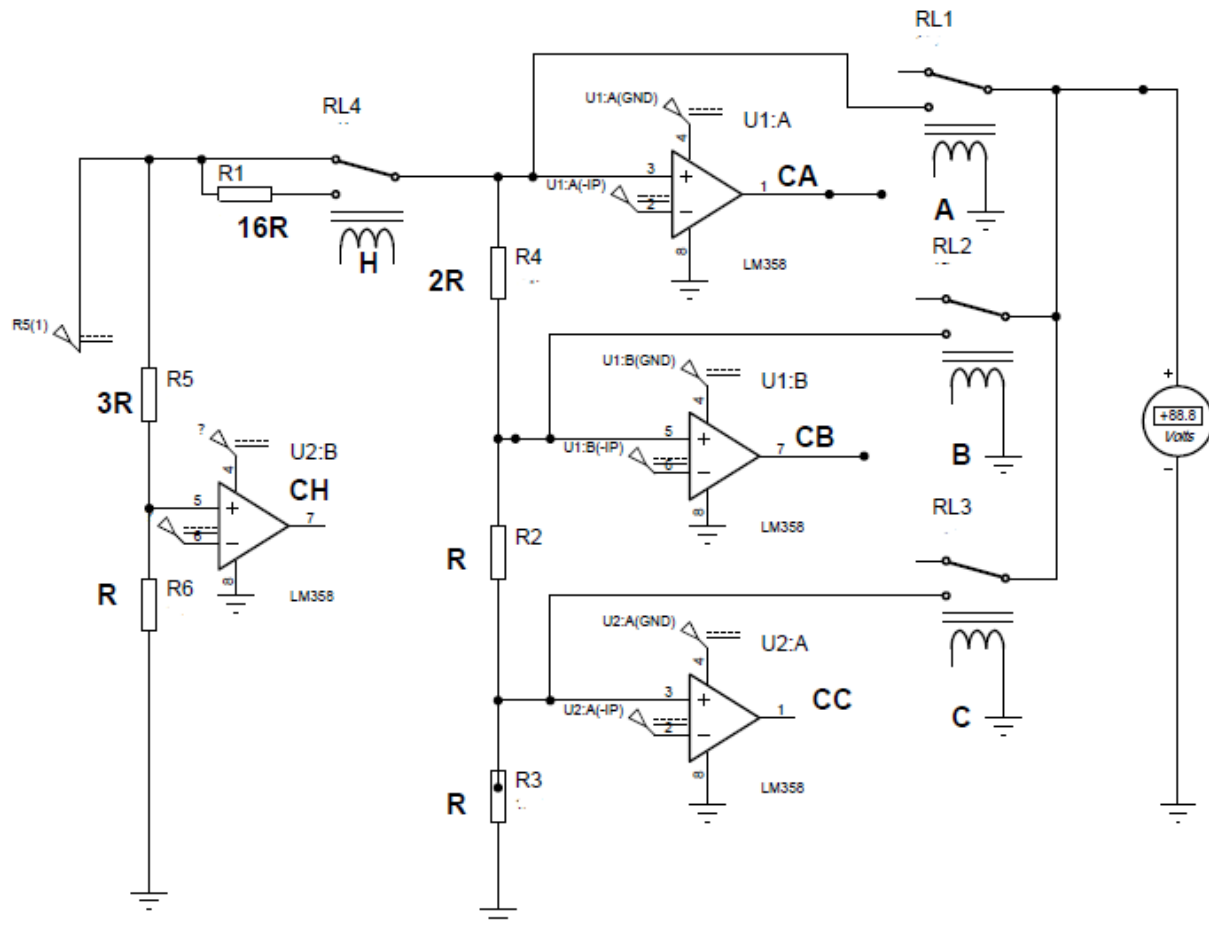 RL1
U1:A(GND)
U1:A
RL4
4
R1
3
U1:A(-IP)
1
CA
2
16R
A
H
8
R4
LM358
RL2
2R
R5(1)
U1:B(GND)
U1:B
R5
4
3R
+
+88.8
Volts
?
U2:B
5
CB
U1:B(-IP)
7
4
6
B
CH
5
7
8
6
RL3
R2
LM358
R
R6
8
R
LM358
U2:A(GND)
U2:A
4
3
CC
U2:A(-IP)
1
2
C
R3
8
R
LM358